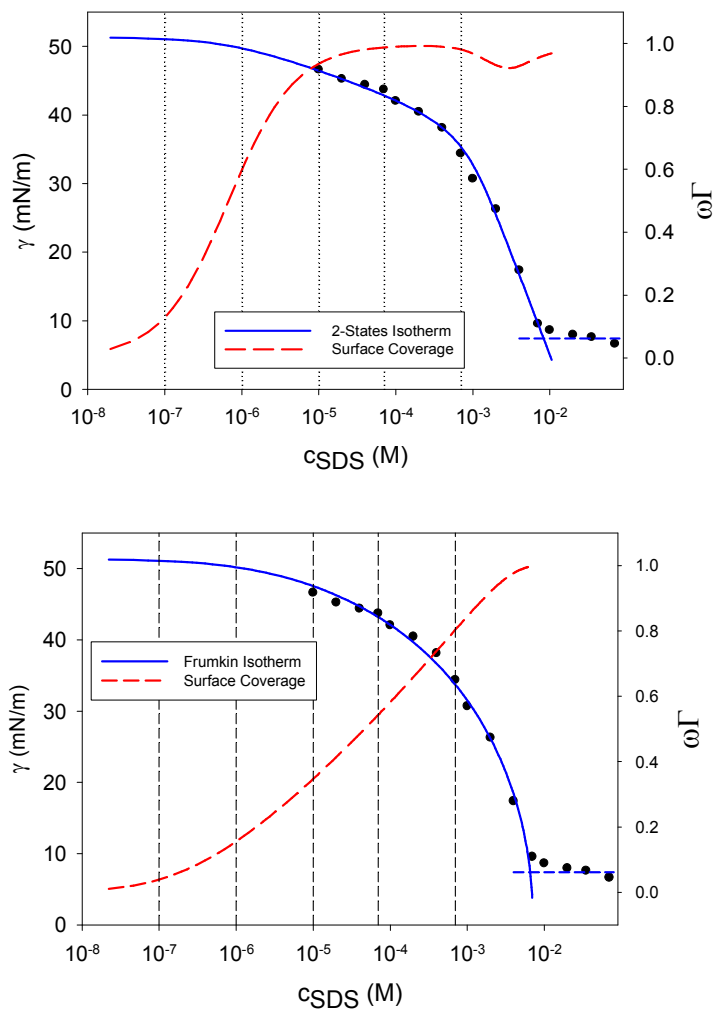 50
40
30
20
10
0
γ (mN/m)
1.0
0.8
0.6
0.4
0.2
0.0
ωΓ
2-States Isotherm
Surface Coverage
10⁻⁸ 10⁻⁷ 10⁻⁶ 10⁻⁵ 10⁻⁴ 10⁻³ 10⁻²
cSDS (M)
50
40
30
20
10
0
γ (mN/m)
1.0
0.8
0.6
0.4
0.2
0.0
ωΓ
Frumkin Isotherm
Surface Coverage
10⁻⁸ 10⁻⁷ 10⁻⁶ 10⁻⁵ 10⁻⁴ 10⁻³ 10⁻²
cSDS (M)